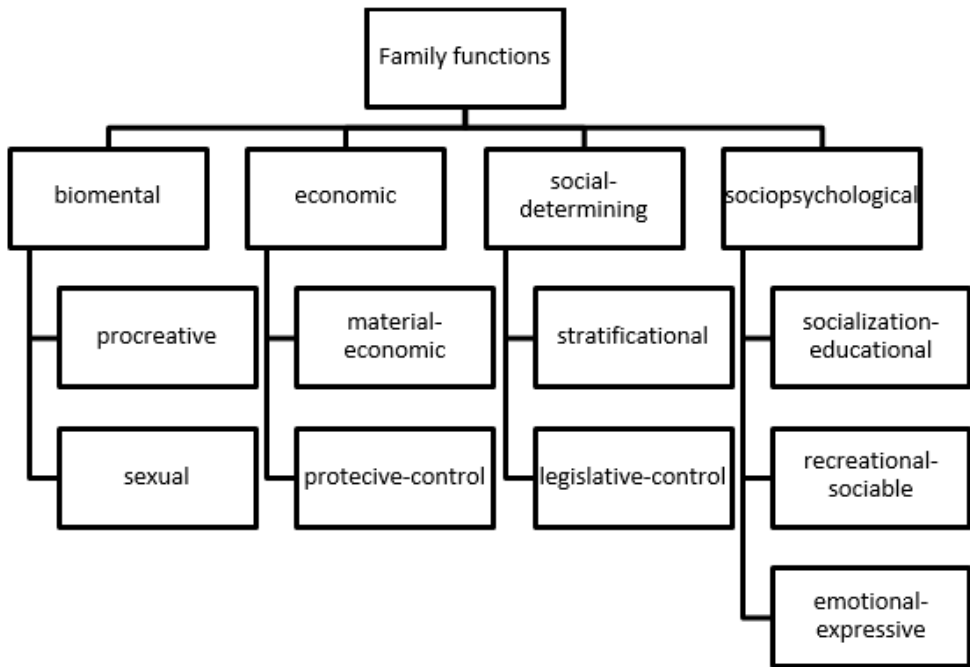 Family functions
biomental
economic
social-
determining
sociopsychological
procreative
material-
economic
stratificational
socialization-
educational
sexual
protecive-control
legislative-control
recreational-
sociable
emotional-
expressive